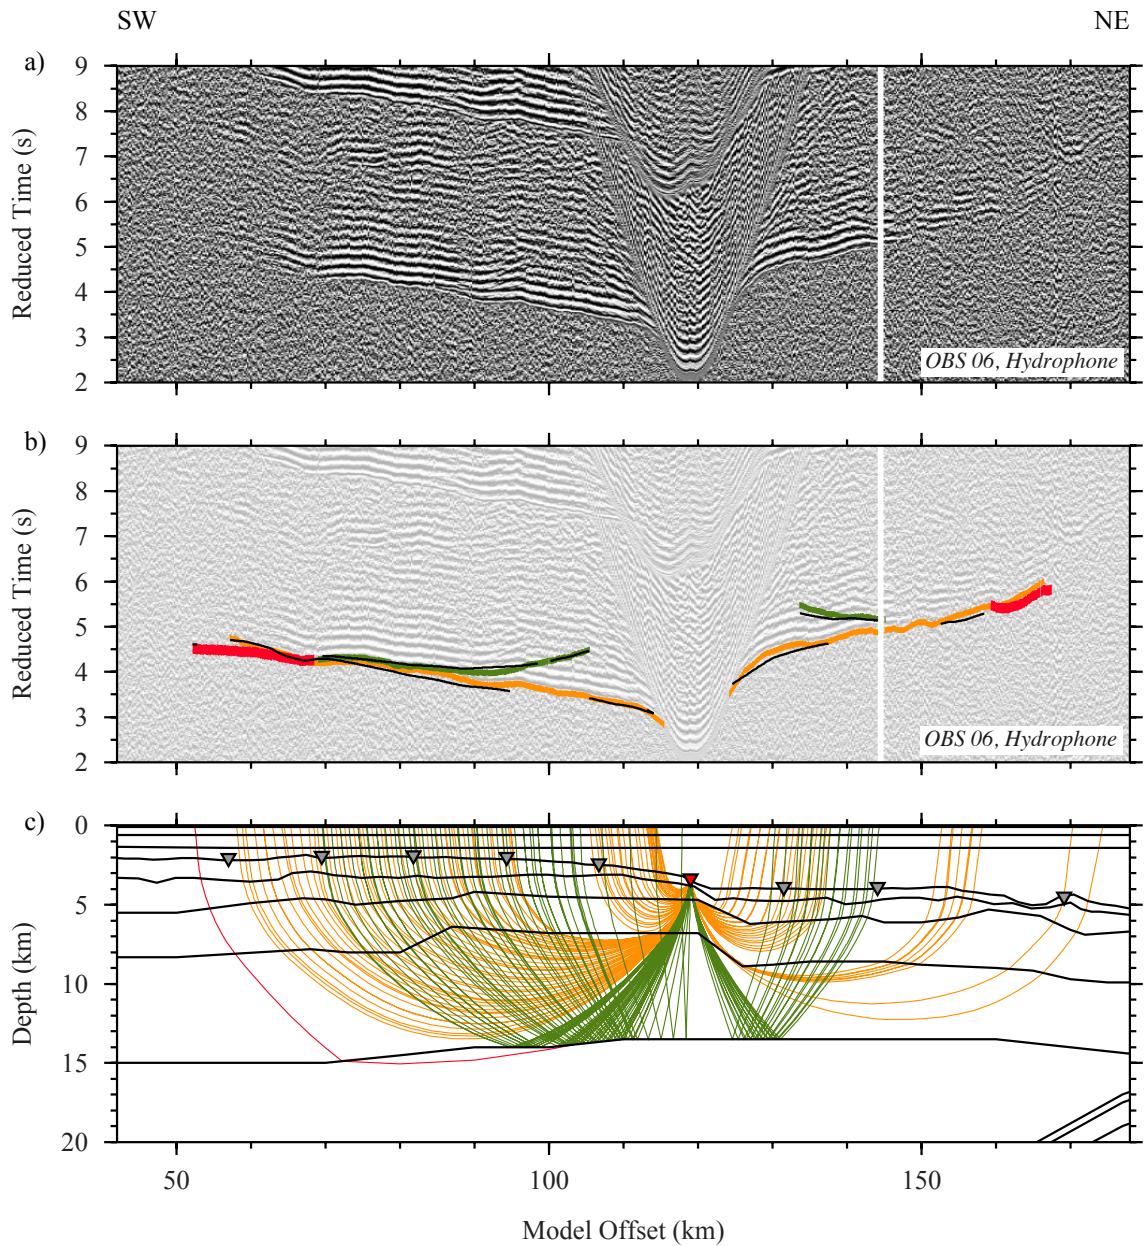 SW NE
a)
9
8
7
6
5
4
3
2
Reduced Time (s)
OBS 06, Hydrophone
b)
9
8
7
6
5
4
3
2
Reduced Time (s)
OBS 06, Hydrophone
c)
0
5
10
15
20
Depth (km)
50 100 150
Model Offset (km)